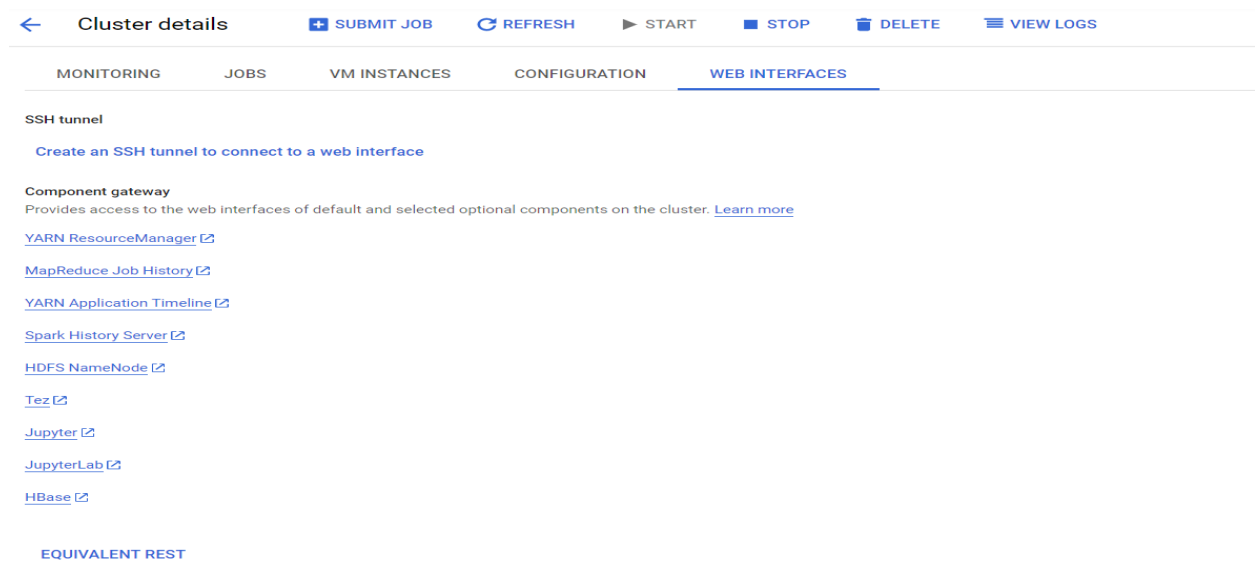 Cluster details SUBMIT JOB REFRESH START STOP DELETE VIEW LOGS
MONITORING JOBS VM INSTANCES CONFIGURATION WEB INTERFACES
SSH tunnel
Create an SSH tunnel to connect to a web interface
Component gateway
Provides access to the web interfaces of default and selected optional components on the cluster. Learn more
YARN ResourceManager
MapReduce Job History
YARN Application Timeline
Spark History Server
HDFS NameNode
Tez
Jupyter
JupyterLab
HBase
EQUIVALENT REST